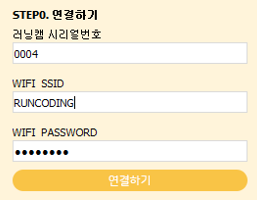 STEP0. 연결하기
러닝캠 시리얼번호
0004
WIFI SSID
RUNCODING
WIFI PASSWORD
●●●●●●●●
연결하기